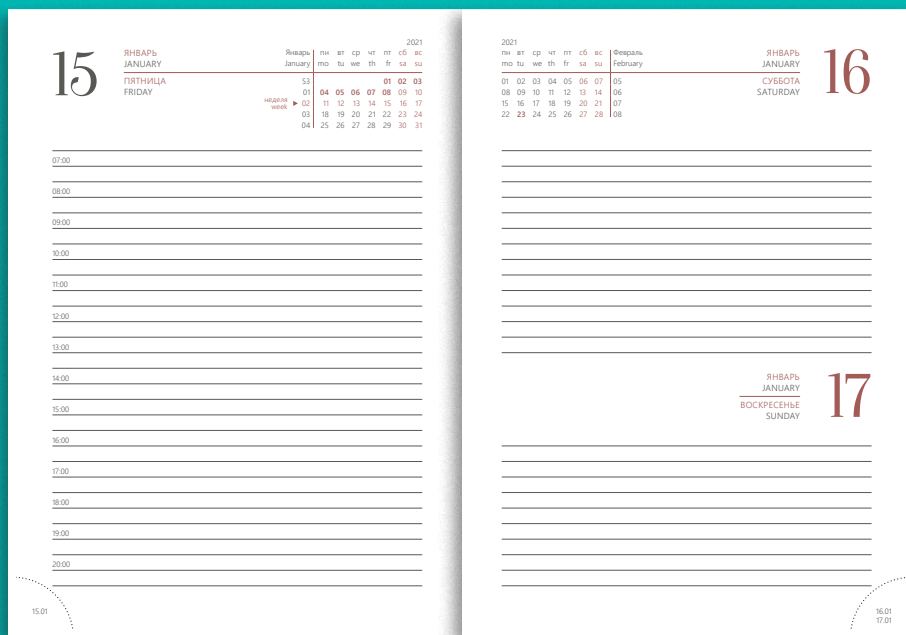 15
ЯНВАРЬ
JANUARY
ПЯТНИЦА
FRIDAY
2021
Январь пн вт ср чт пт сб вс
January mo tu we th fr sa su
53 01 02 03
01 04 05 06 07 08 09 10
неделя
week
02 11 12 13 14 15 16 17
03 18 19 20 21 22 23 24
04 25 26 27 28 29 30 31
07:00
08:00
09:00
10:00
11:00
12:00
13:00
14:00
15:00
16:00
17:00
18:00
19:00
20:00
15.01
2021
пн вт ср чт пт сб вс Февраль
mo tu we th fr sa su February
01 02 03 04 05 06 07 05
08 09 10 11 12 13 14 06
15 16 17 18 19 20 21 07
22 23 24 25 26 27 28 08
ЯНВАРЬ
JANUARY
СУББОТА
SATURDAY
16
ЯНВАРЬ
JANUARY
ВОСКРЕСЕНЬЕ
SUNDAY
17
16.01
17.01